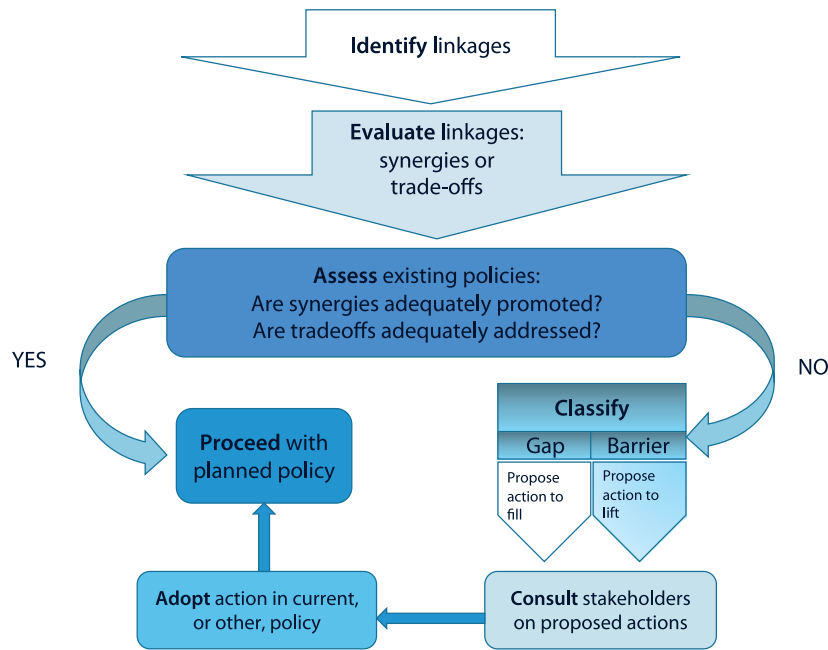 Identify linkages
Evaluate linkages:
synergies or
trade-offs
Assess existing policies:
Are synergies adequately promoted?
Are tradeoffs adequately addressed?
YES
NO
Classify
Gap
Barrier
Propose
action to
fill
Propose
action to
lift
Proceed with
planned policy
Adopt action in current,
or other, policy
Consult stakeholders
on proposed actions